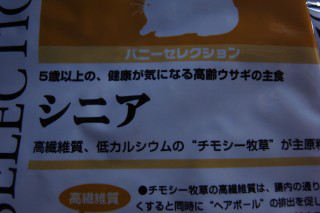 SELECTIO
バニーセレクション
5歳以上の、健康が気になる高齢ウサギの主食
シニア
高繊維質、低カルシウムの“チモシー牧草”が主原料
高繊維質
●チモシー牧草の高繊維質は、腸内の通り
くすると同時に“ヘアボール”の排出を促し